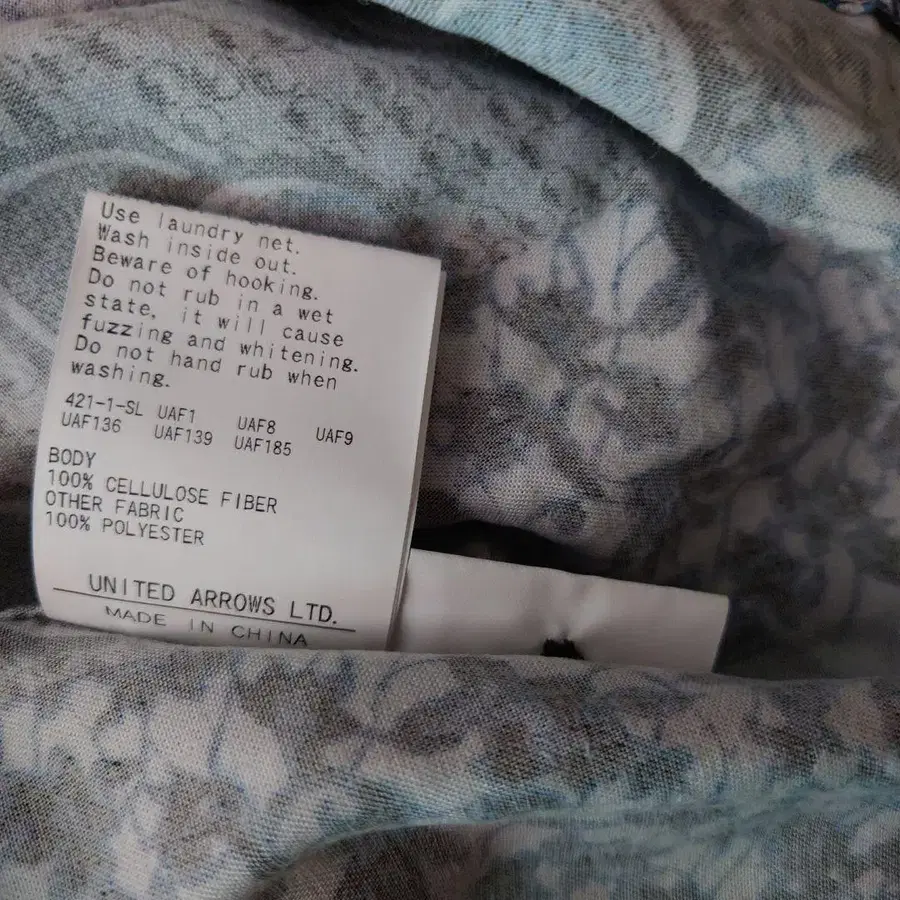 Use laundry net.
Wash inside out.
Beware of hooking.
Do not rub in a wet
state, it will cause
fuzzing and whitening.
Do not hand rub when
washing.
421-1-SL UAF1 UAF8 UAF9
UAF136 UAF139 UAF185
BODY
100% CELLULOSE FIBER
OTHER FABRIC
100% POLYESTER
UNITED ARROWS LTD.
MADE IN CHINA